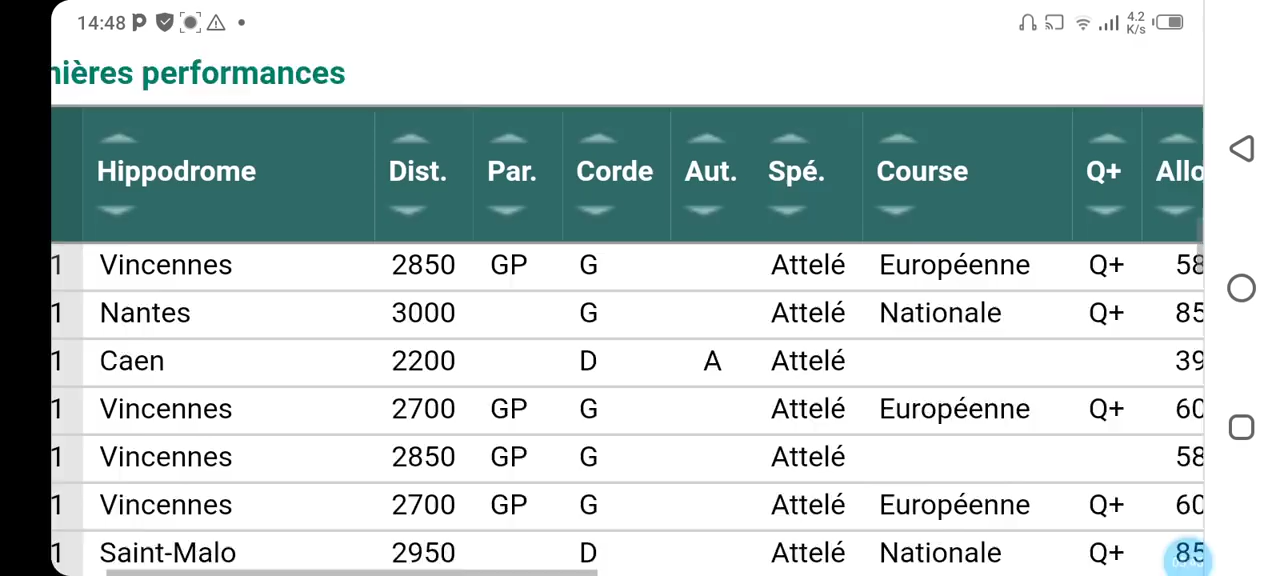 14:48 4.2 K/s
nières performances
Hippodrome Dist. Par. Corde Aut. Spé. Course Q+ Allo
1 Vincennes 2850 GP G Attelé Européenne Q+ 58
1 Nantes 3000 G Attelé Nationale Q+ 85
1 Caen 2200 D A Attelé 39
1 Vincennes 2700 GP G Attelé Européenne Q+ 60
1 Vincennes 2850 GP G Attelé 58
1 Vincennes 2700 GP G Attelé Européenne Q+ 60
1 Saint-Malo 2950 D Attelé Nationale Q+ 85